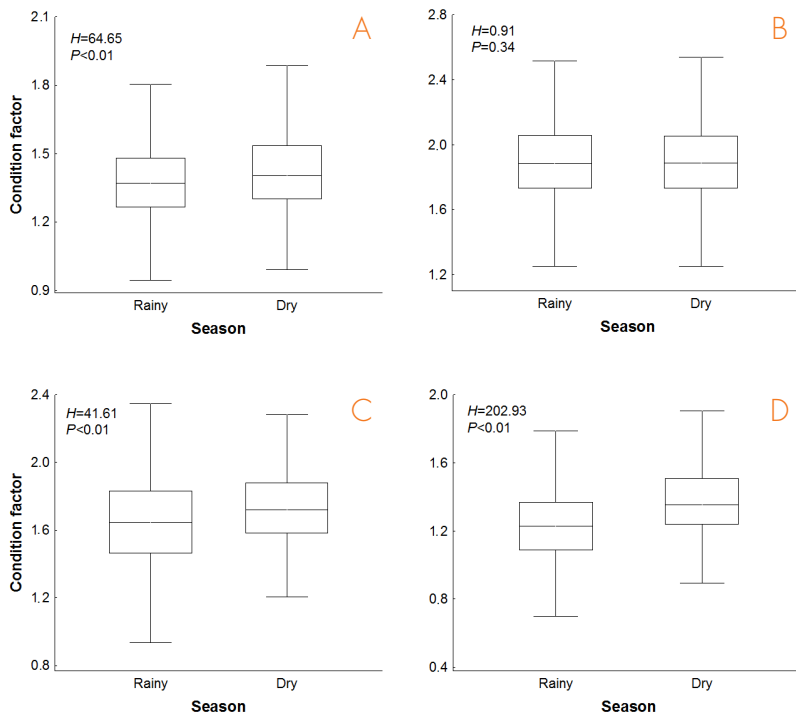 A
H=64.65
P<0.01
2.1
1.8
1.5
1.2
0.9
Condition factor
Rainy
Dry
Season
B
H=0.91
P=0.34
2.8
2.4
2.0
1.6
1.2
Rainy
Dry
Season
C
H=41.61
P<0.01
2.4
2.0
1.6
1.2
0.8
Condition factor
Rainy
Dry
Season
D
H=202.93
P<0.01
2.0
1.6
1.2
0.8
0.4
Rainy
Dry
Season